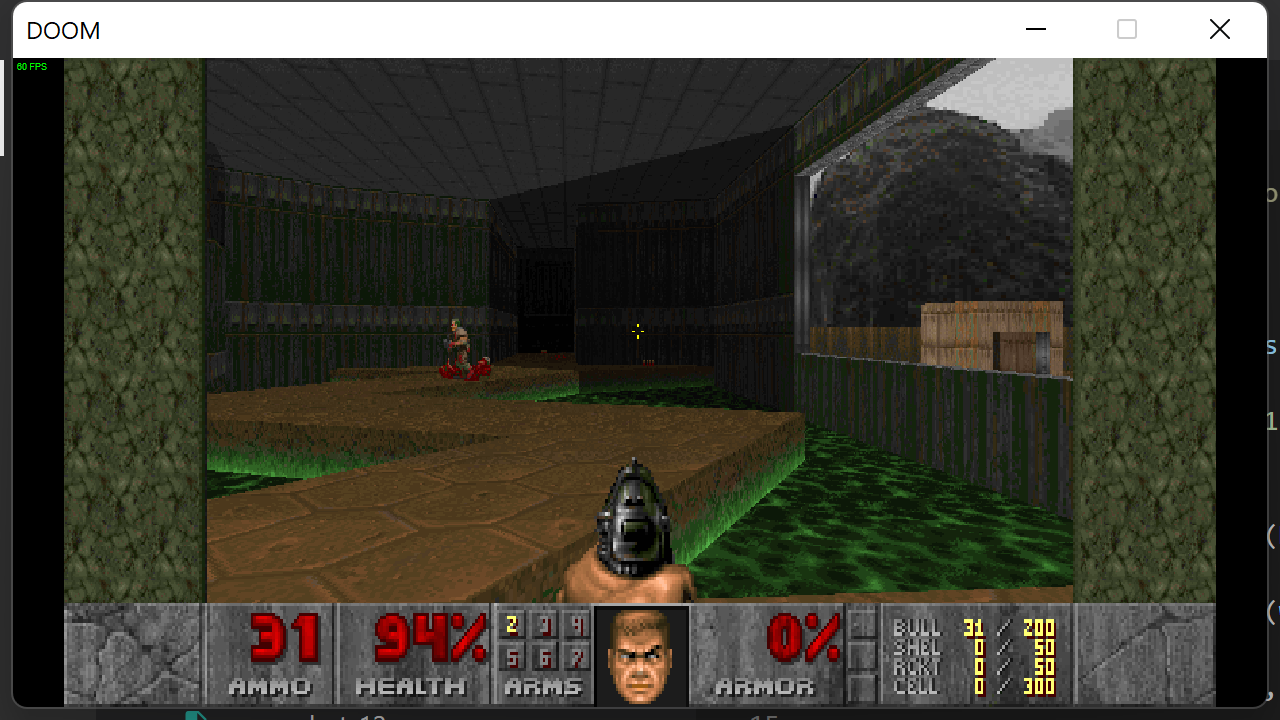 DOOM
60 FPS
31 94% 2 3 4 0% BULL 31 / 200
SHEL 0 / 50
5 6 7 RCKT 0 / 50
AMMO HEALTH ARMS ARMOR CELL 0 / 300